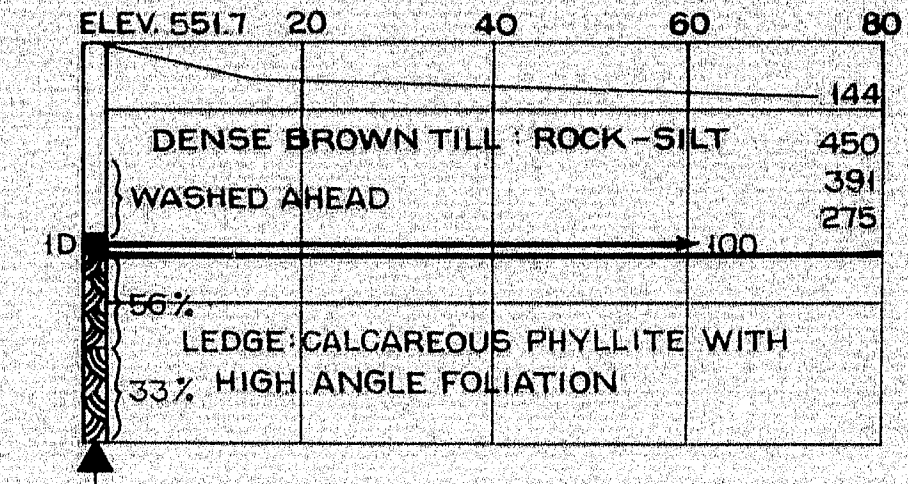 ELEV. 551.7 20 40 60 80
144
DENSE BROWN TILL : ROCK-SILT 450
391
WASHED AHEAD
275
1D 100
56%
LEDGE: CALCAREOUS PHYLLITE WITH
33% HIGH ANGLE FOLIATION